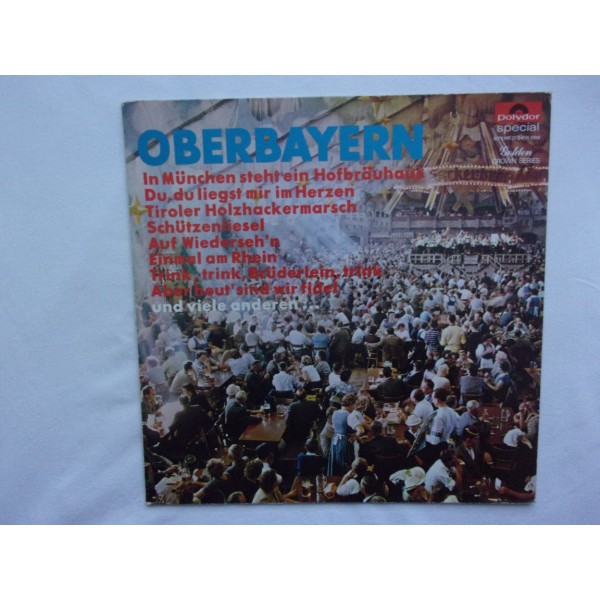 OBERBAYERN
In München steht ein Hofbräuhaus
Du, du liegst mir im Herzen
Tiroler Holzhackermarsch
Schützenliesel
Auf Wiederseh'n
Einmal am Rhein
Trink, trink, Brüderlein, trink
Aber heut' sind wir fidel
und viele anderen ...
Polydor
special
Golden
CROWN SERIES